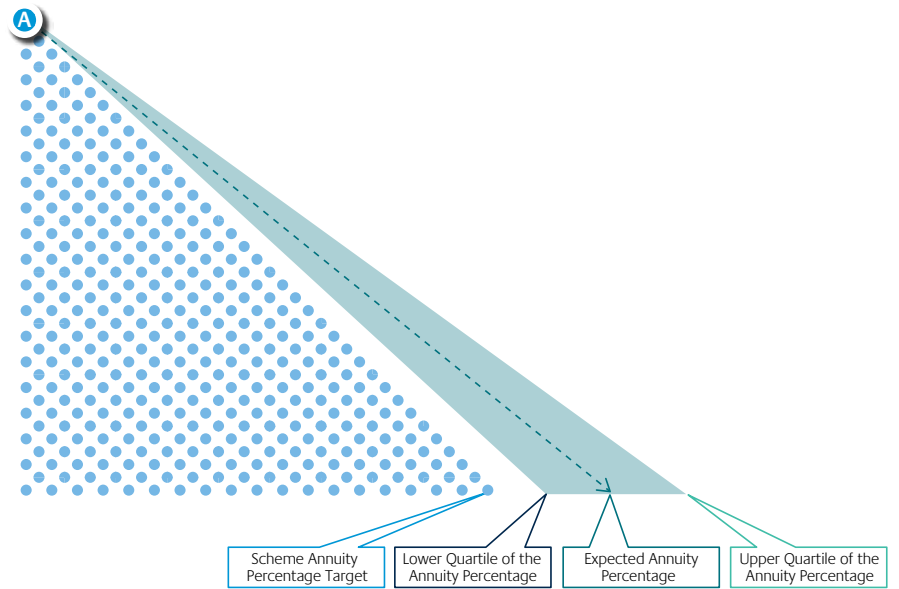 A
Scheme Annuity
Percentage Target
Lower Quartile of the
Annuity Percentage
Expected Annuity
Percentage
Upper Quartile of the
Annuity Percentage